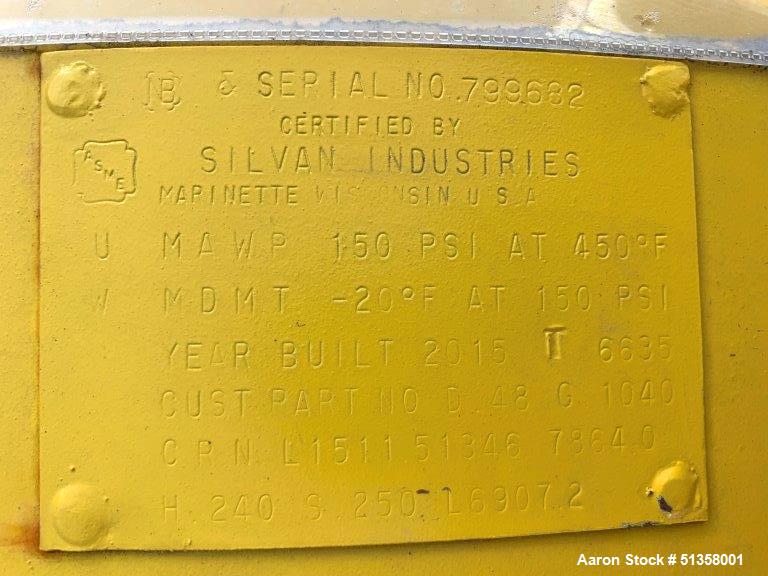 & SERIAL NO. 799682
CERTIFIED BY
ASME
SILVAN INDUSTRIES
MARINETTE WISCONSIN U S A
U MAWP 150 PSI AT 450°F
W MDMT -20°F AT 150 PSI
YEAR BUILT 2015 T 6635
CUST PART NO D 48 G 1040
CRN L1511 51346 7864.0
H .240 S .250 L6907.2
Aaron Stock # 51358001